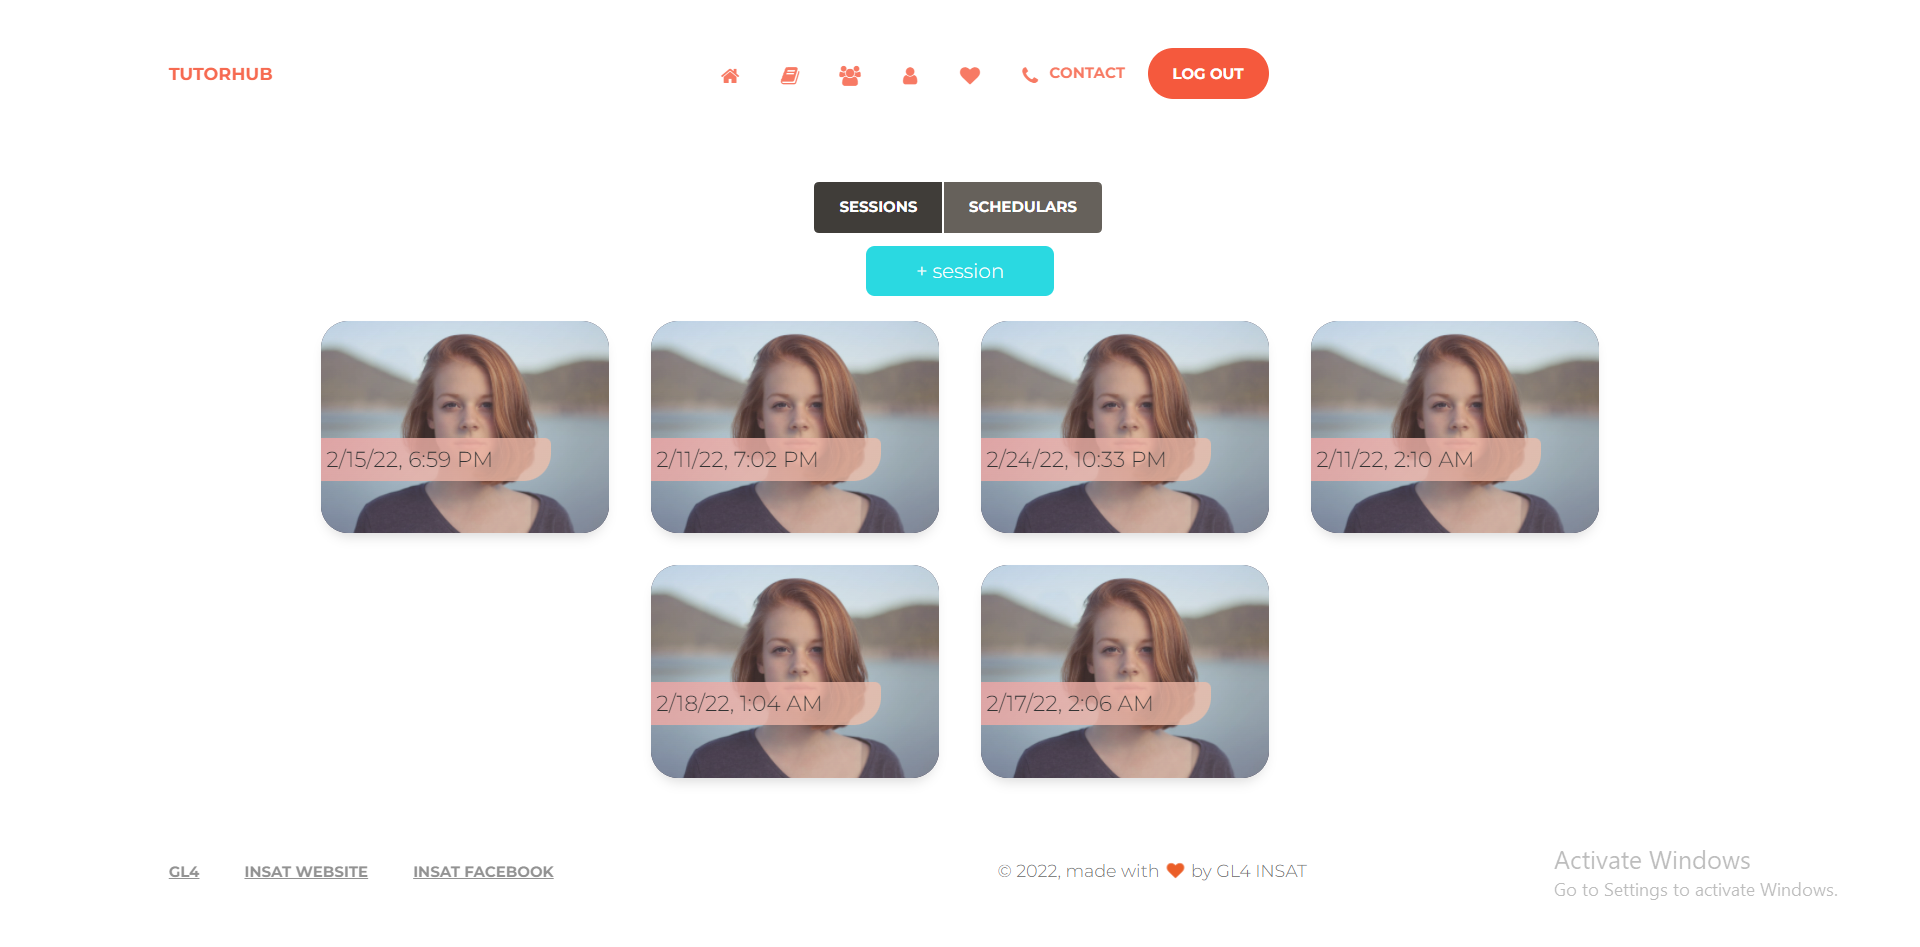 TUTORHUB
CONTACT
LOG OUT
SESSIONS
SCHEDULARS
+ session
2/15/22, 6:59 PM
2/11/22, 7:02 PM
2/24/22, 10:33 PM
2/11/22, 2:10 AM
2/18/22, 1:04 AM
2/17/22, 2:06 AM
GL4
INSAT WEBSITE
INSAT FACEBOOK
© 2022, made with ❤ by GL4 INSAT
Activate Windows
Go to Settings to activate Windows.